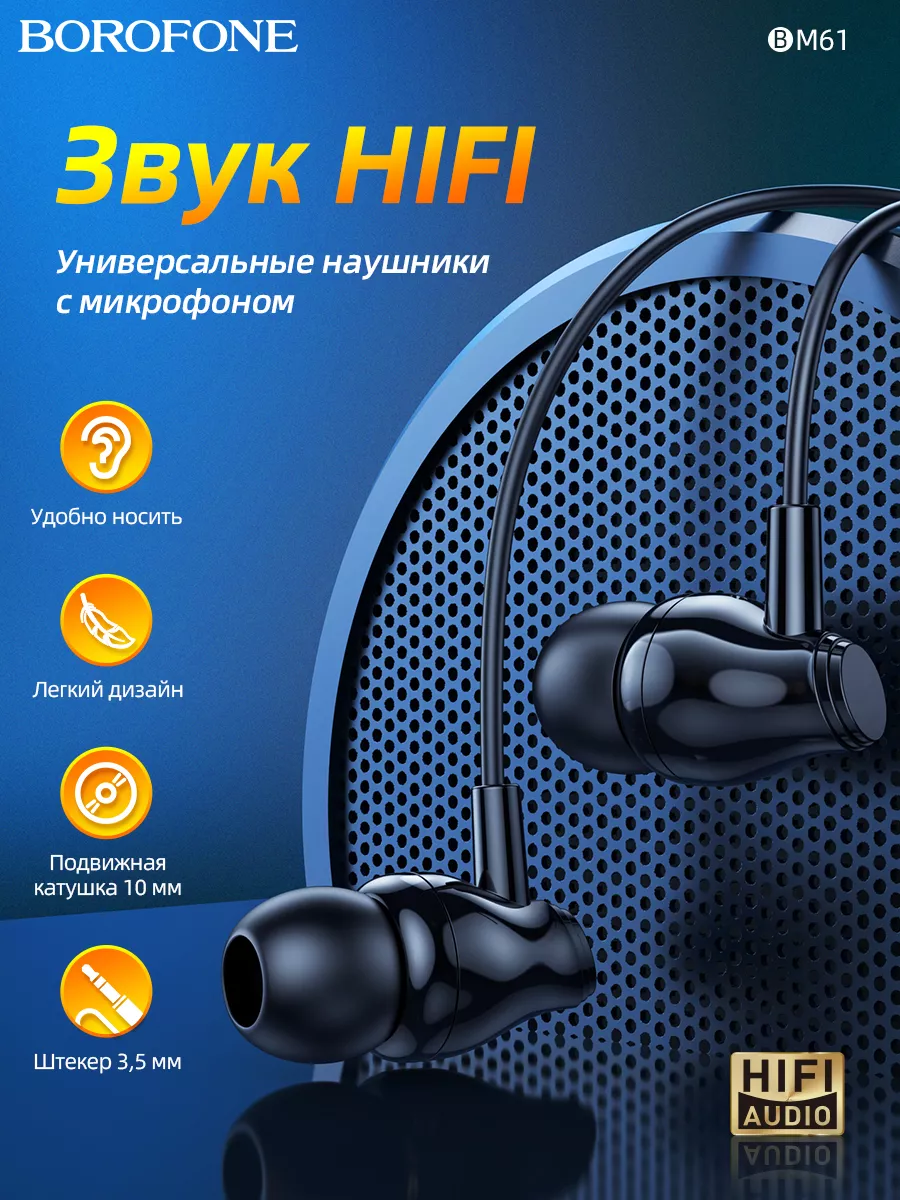 BOROFONE
BM61
Звук HIFI
Универсальные наушники
с микрофоном
Удобно носить
Легкий дизайн
Подвижная
катушка 10 мм
Штекер 3,5 мм
HIFI
AUDIO